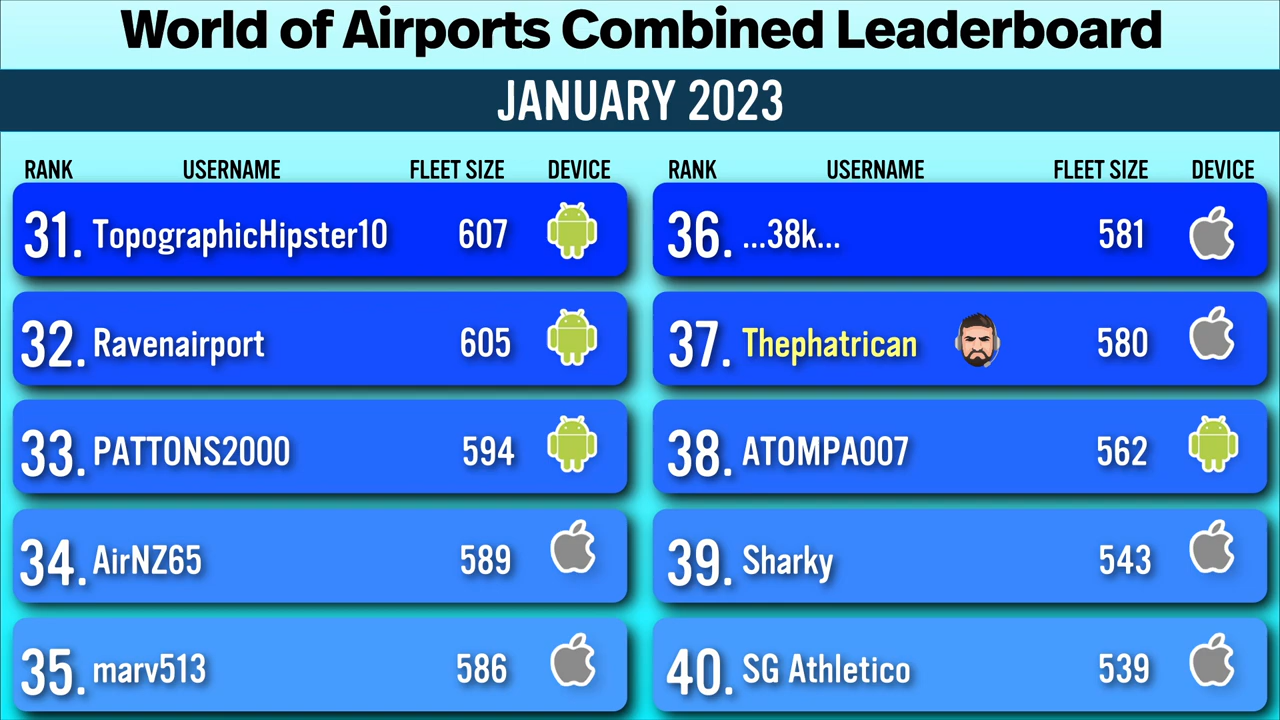 World of Airports Combined Leaderboard
JANUARY 2023
RANK USERNAME FLEET SIZE DEVICE
31. TopographicHipster10 607
32. Ravenairport 605
33. PATTONS2000 594
34. AirNZ65 589
35. marv513 586
RANK USERNAME FLEET SIZE DEVICE
36. ...38k... 581
37. Thephatrican 580
38. ATOMPA007 562
39. Sharky 543
40. SG Athletico 539